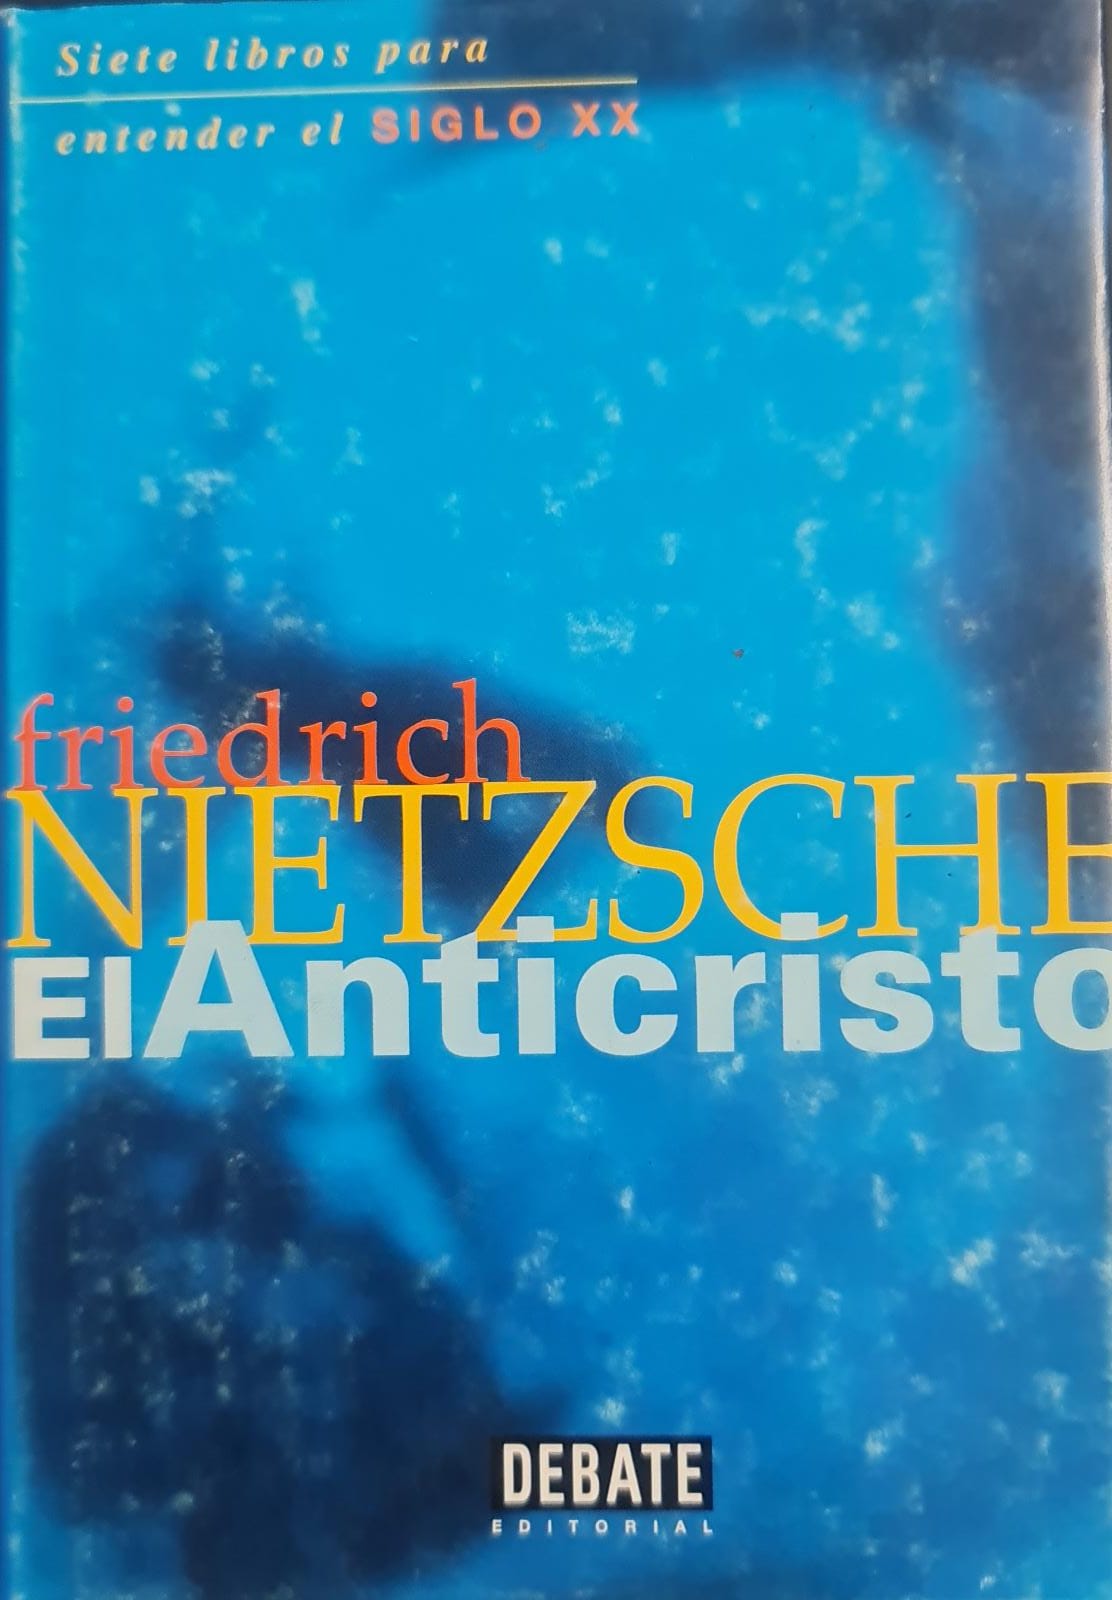 Siete libros para
entender el SIGLO XX
friedrich
NIETZSCHE
El Anticristo
DEBATE
EDITORIAL